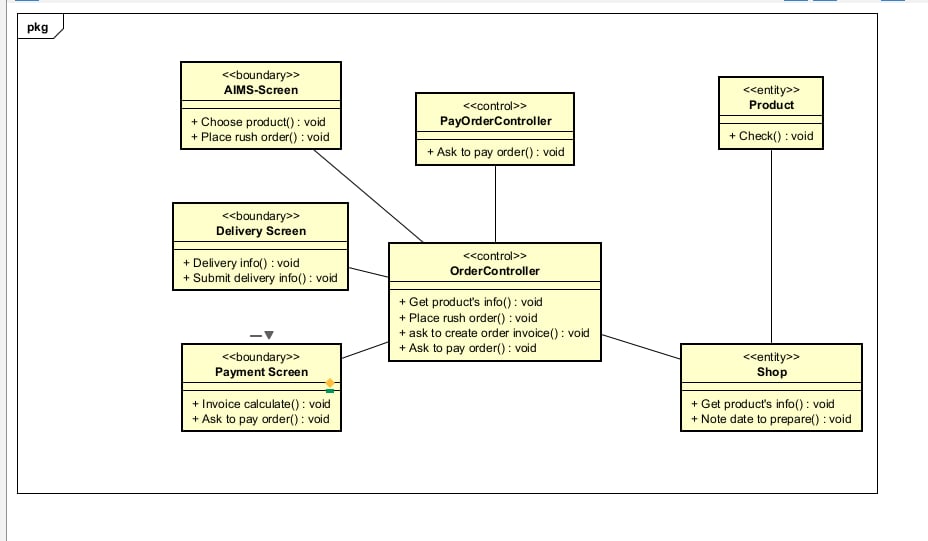 pkg
<<boundary>>
AIMS-Screen
+ Choose product() : void
+ Place rush order() : void
<<control>>
PayOrderController
+ Ask to pay order() : void
<<entity>>
Product
+ Check() : void
<<boundary>>
Delivery Screen
+ Delivery info() : void
+ Submit delivery info() : void
<<control>>
OrderController
+ Get product's info() : void
+ Place rush order() : void
+ ask to create order invoice() : void
+ Ask to pay order() : void
<<boundary>>
Payment Screen
+ Invoice calculate() : void
+ Ask to pay order() : void
<<entity>>
Shop
+ Get product's info() : void
+ Note date to prepare() : void